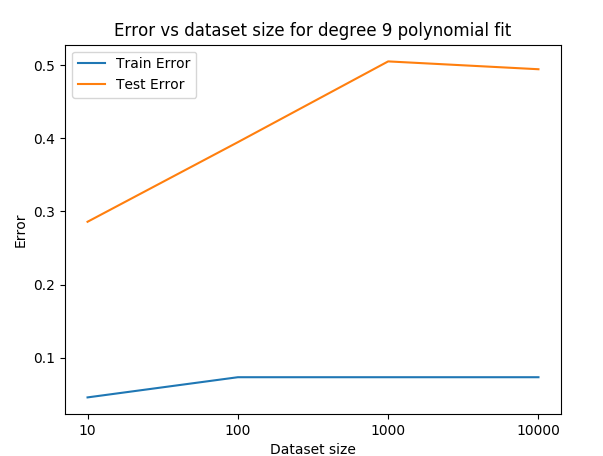 Error vs dataset size for degree 9 polynomial fit
Train Error
Test Error
0.5
0.4
0.3
0.2
0.1
Error
10 100 1000 10000
Dataset size